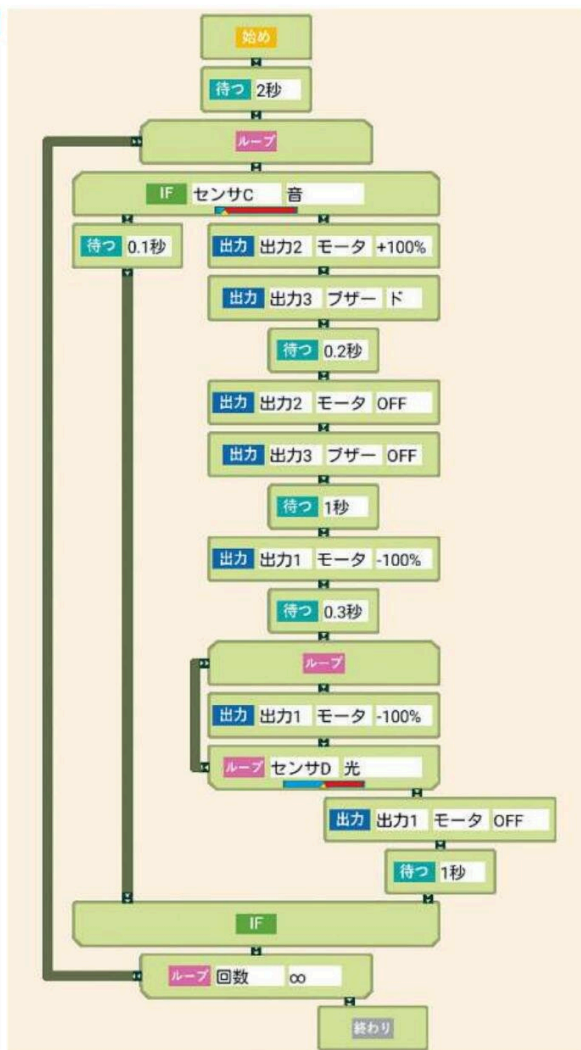 始め
待つ 2秒
ループ
IF センサC 音
待つ 0.1秒
出力 出力2 モータ +100%
出力 出力3 ブザー ド
待つ 0.2秒
出力 出力2 モータ OFF
出力 出力3 ブザー OFF
待つ 1秒
出力 出力1 モータ -100%
待つ 0.3秒
ループ
出力 出力1 モータ -100%
ループ センサD 光
出力 出力1 モータ OFF
待つ 1秒
IF
ループ 回数 ∞
終わり